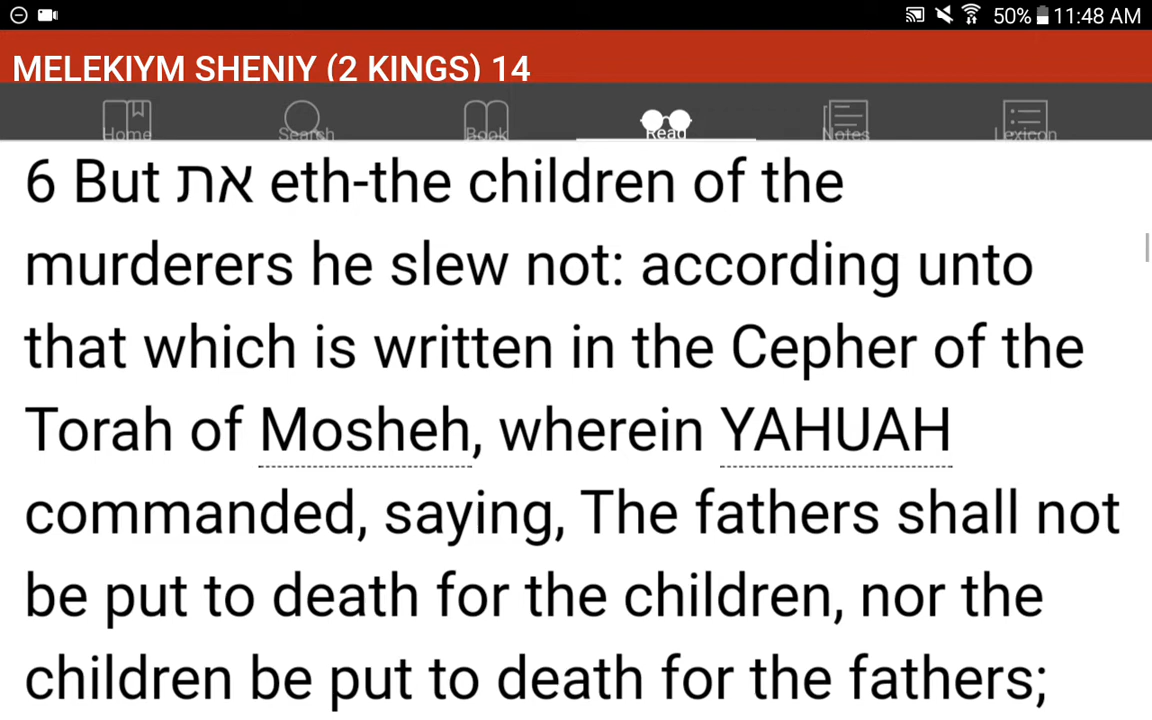 50% 11:48 AM
MELEKIYM SHENIY (2 KINGS) 14
Home Search Book Read Notes Lexicon
6 But את eth-the children of the
murderers he slew not: according unto
that which is written in the Cepher of the
Torah of Mosheh, wherein YAHUAH
commanded, saying, The fathers shall not
be put to death for the children, nor the
children be put to death for the fathers;